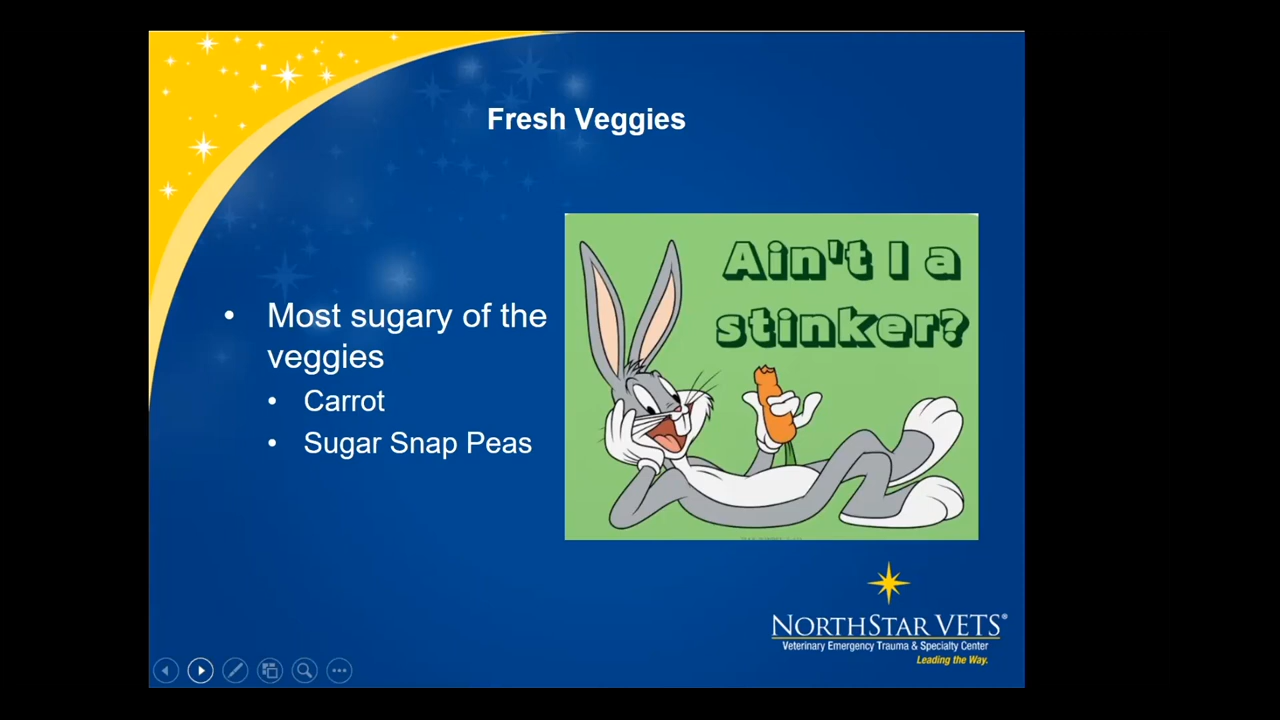 Fresh Veggies
• Most sugary of the
veggies
• Carrot
• Sugar Snap Peas
Ain't I a
stinker?
NORTHSTAR VETS®
Veterinary Emergency Trauma & Specialty Center
Leading the Way.